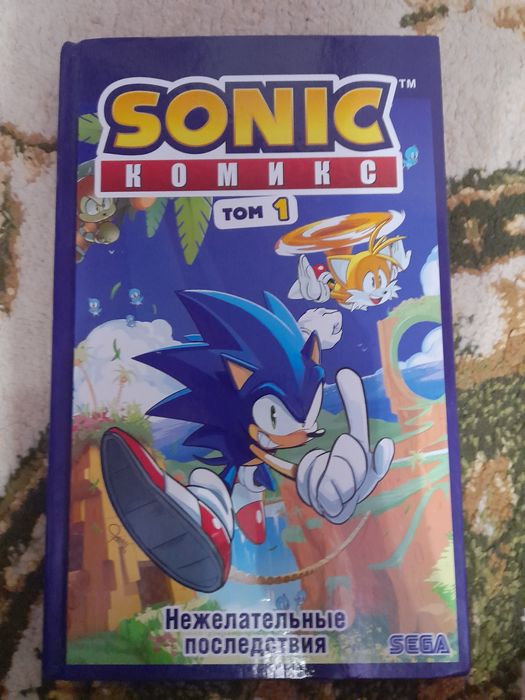 SONIC™
КОМИКС
ТОМ 1
Нежелательные
последствия
SEGA